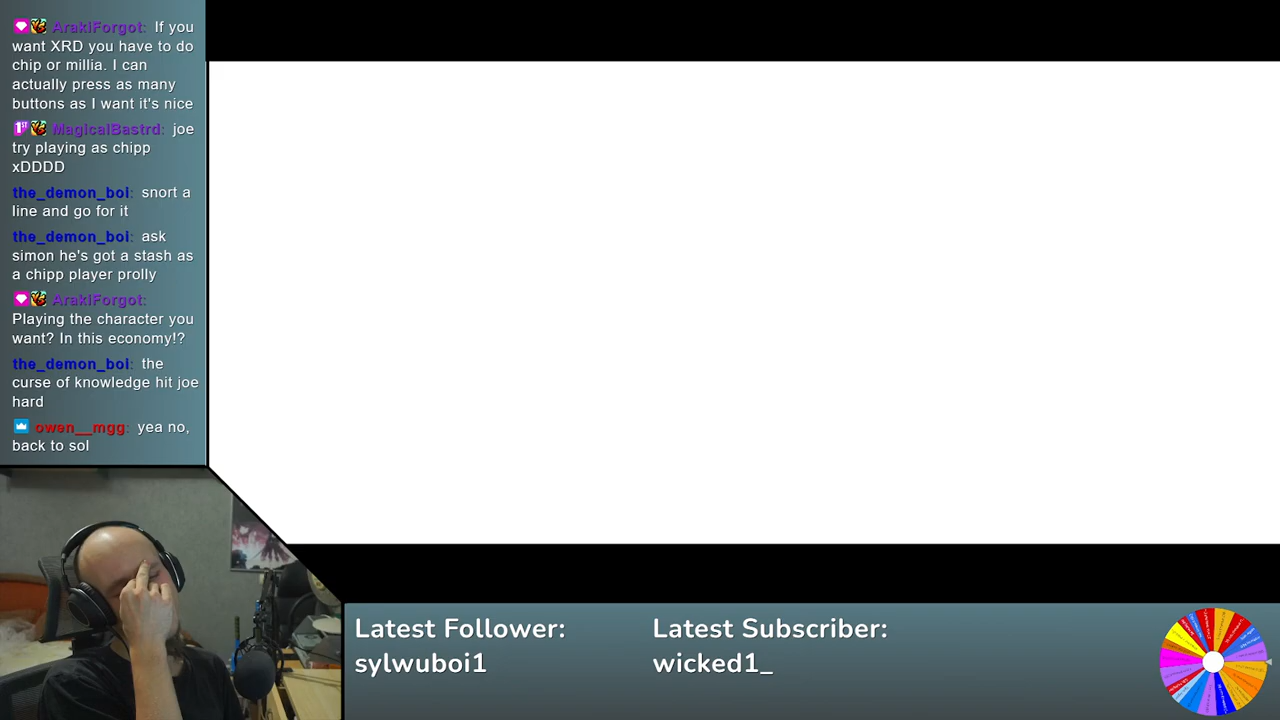 ArakiForgot: If you
want XRD you have to do
chip or millia. I can
actually press as many
buttons as I want it's nice
MagicalBastrd: joe
try playing as chipp
xDDDD
the_demon_boi: snort a
line and go for it
the_demon_boi: ask
simon he's got a stash as
a chipp player prolly
ArakiForgot:
Playing the character you
want? In this economy!?
the_demon_boi: the
curse of knowledge hit joe
hard
owen__mgg: yea no,
back to sol
Latest Follower:
sylwuboi1
Latest Subscriber:
wicked1_